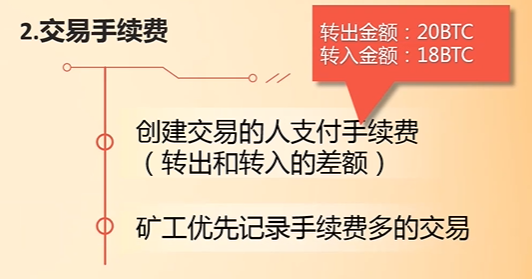 2.交易手续费
转出金额：20BTC
转入金额：18BTC
创建交易的人支付手续费
（转出和转入的差额）
矿工优先记录手续费多的交易